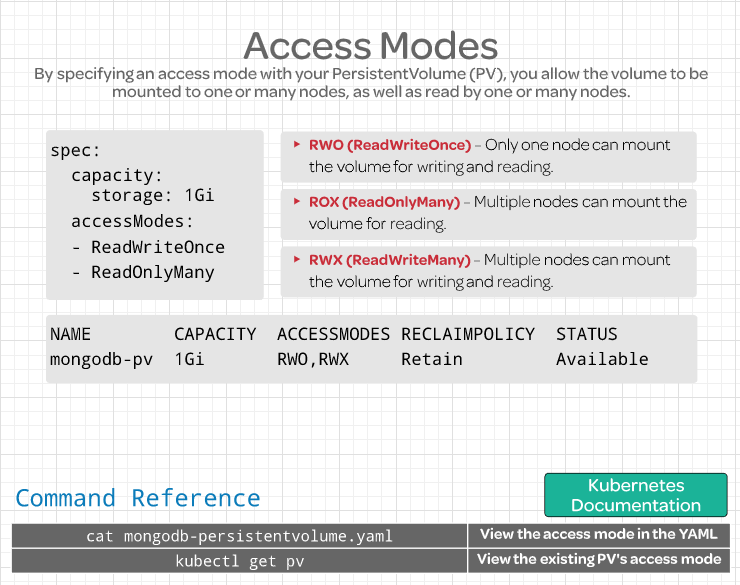 Access Modes
By specifying an access mode with your PersistentVolume (PV), you allow the volume to be
mounted to one or many nodes, as well as read by one or many nodes.
spec:
capacity:
storage: 1Gi
accessModes:
- ReadWriteOnce
- ReadOnlyMany
▸ RWO (ReadWriteOnce) – Only one node can mount
the volume for writing and reading.
▸ ROX (ReadOnlyMany) – Multiple nodes can mount the
volume for reading.
▸ RWX (ReadWriteMany) – Multiple nodes can mount
the volume for writing and reading.
NAME CAPACITY ACCESSMODES RECLAIMPOLICY STATUS
mongodb-pv 1Gi RWO,RWX Retain Available
Command Reference
Kubernetes
Documentation
cat mongodb-persistentvolume.yaml View the access mode in the YAML
kubectl get pv View the existing PV's access mode